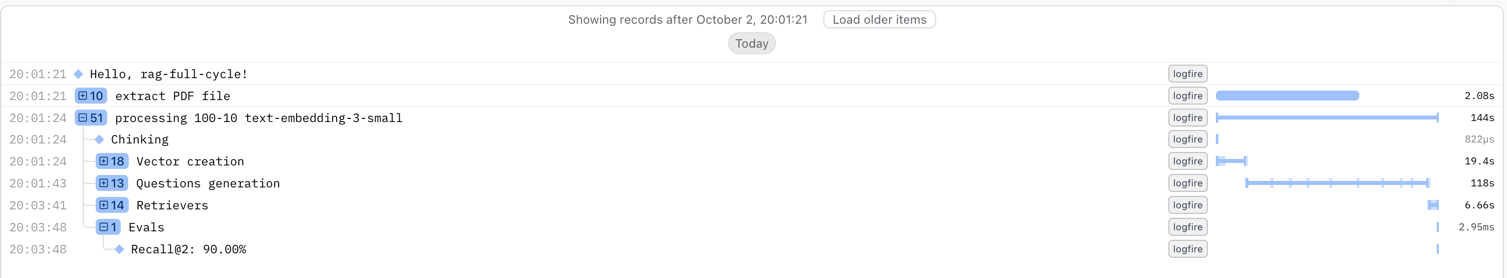 Showing records after October 2, 20:01:21 Load older items
Today
20:01:21 Hello, rag-full-cycle! logfire
20:01:21 10 extract PDF file logfire 2.08s
20:01:24 51 processing 100-10 text-embedding-3-small logfire 144s
20:01:24 Chinking logfire 822µs
20:01:24 18 Vector creation logfire 19.4s
20:01:43 13 Questions generation logfire 118s
20:03:41 14 Retrievers logfire 6.66s
20:03:48 1 Evals logfire 2.95ms
20:03:48 Recall@2: 90.00% logfire